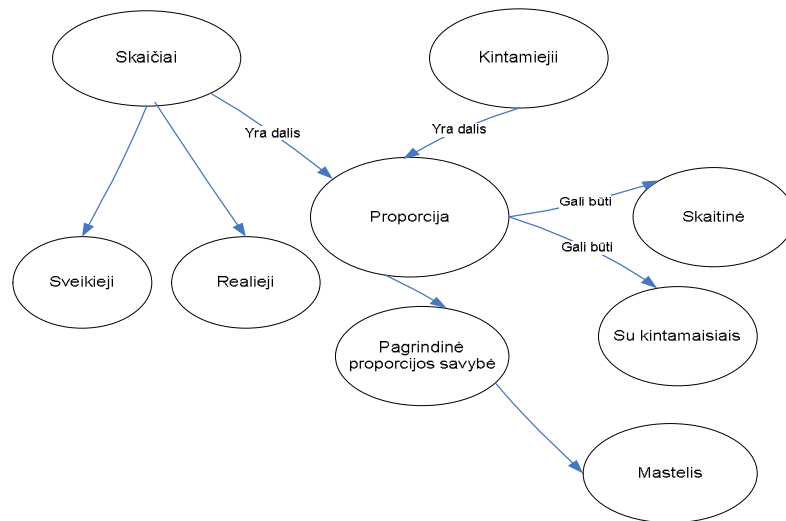 Skaičiai
Kintamiejii
Yra dalis
Yra dalis
Proporcija
Gali būti
Skaitinė
Gali būti
Sveikieji
Realieji
Su kintamaisiais
Pagrindinė
proporcijos savybė
Mastelis